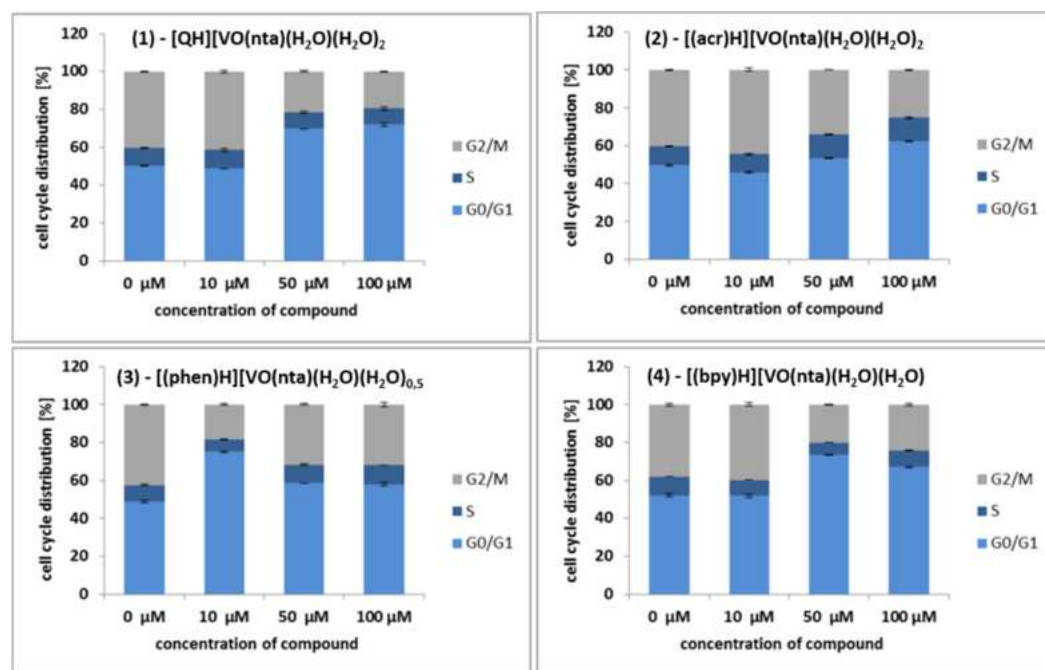 (1) - [QH][VO(nta)(H₂O)(H₂O)₂
cell cycle distribution [%]
120
100
80
60
40
20
0
G2/M
S
G0/G1
0 μM 10 μM 50 μM 100 μM
concentration of compound
(2) - [(acr)H][VO(nta)(H₂O)(H₂O)₂
cell cycle distribution [%]
120
100
80
60
40
20
0
G2/M
S
G0/G1
0 μM 10 μM 50 μM 100 μM
concentration of compound
(3) - [(phen)H][VO(nta)(H₂O)(H₂O)₀,₅
cell cycle distribution [%]
120
100
80
60
40
20
0
G2/M
S
G0/G1
0 μM 10 μM 50 μM 100 μM
concentration of compound
(4) - [(bpy)H][VO(nta)(H₂O)(H₂O)
cell cycle distribution [%]
120
100
80
60
40
20
0
G2/M
S
G0/G1
0 μM 10 μM 50 μM 100 μM
concentration of compound